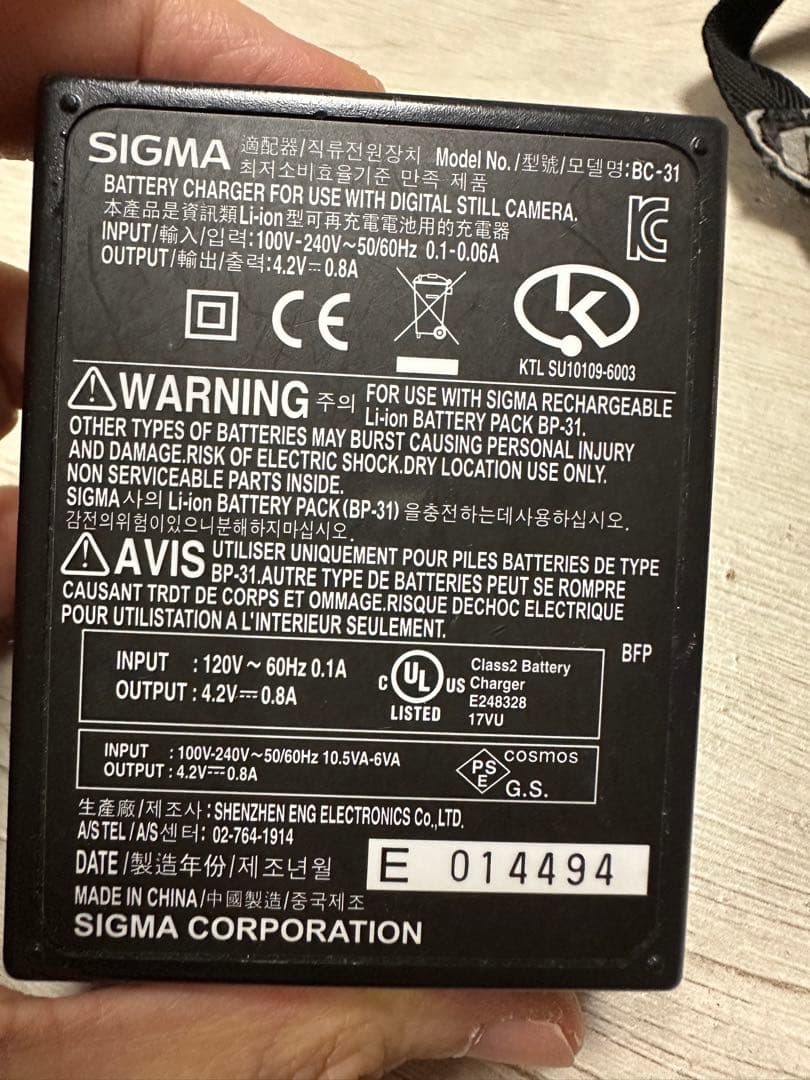 SIGMA 適配器/직류전원장치 Model No./型號/모델명:BC-31
최저소비효율기준 만족 제품
BATTERY CHARGER FOR USE WITH DIGITAL STILL CAMERA.
本產品是資訊類Li-ion型可再充電電池用的充電器
INPUT/輸入/입력:100V-240V~50/60Hz 0.1-0.06A
OUTPUT/輸出/출력:4.2V⎓0.8A
CE
KTL SU10109-6003
WARNING 주의 FOR USE WITH SIGMA RECHARGEABLE
Li-ion BATTERY PACK BP-31.
OTHER TYPES OF BATTERIES MAY BURST CAUSING PERSONAL INJURY
AND DAMAGE.RISK OF ELECTRIC SHOCK.DRY LOCATION USE ONLY.
NON SERVICEABLE PARTS INSIDE.
SIGMA사의 Li-ion BATTERY PACK(BP-31)을충전하는데사용하십시오.
감전의위험이있으니분해하지마십시오.
AVIS UTILISER UNIQUEMENT POUR PILES BATTERIES DE TYPE
BP-31.AUTRE TYPE DE BATTERIES PEUT SE ROMPRE
CAUSANT TRDT DE CORPS ET OMMAGE.RISQUE DECHOC ELECTRIQUE
POUR UTILISTATION A L'INTERIEUR SEULEMENT.
BFP
INPUT : 120V~60Hz 0.1A
OUTPUT : 4.2V⎓0.8A
C UL US
LISTED
Class2 Battery
Charger
E248328
17VU
INPUT : 100V-240V~50/60Hz 10.5VA-6VA
OUTPUT : 4.2V⎓0.8A
PSE
cosmos
G.S.
生產廠/제조사:SHENZHEN ENG ELECTRONICS Co.,LTD.
A/S TEL/A/S센터: 02-764-1914
DATE/製造年份/제조년월
E 014494
MADE IN CHINA/中國製造/중국제조
SIGMA CORPORATION